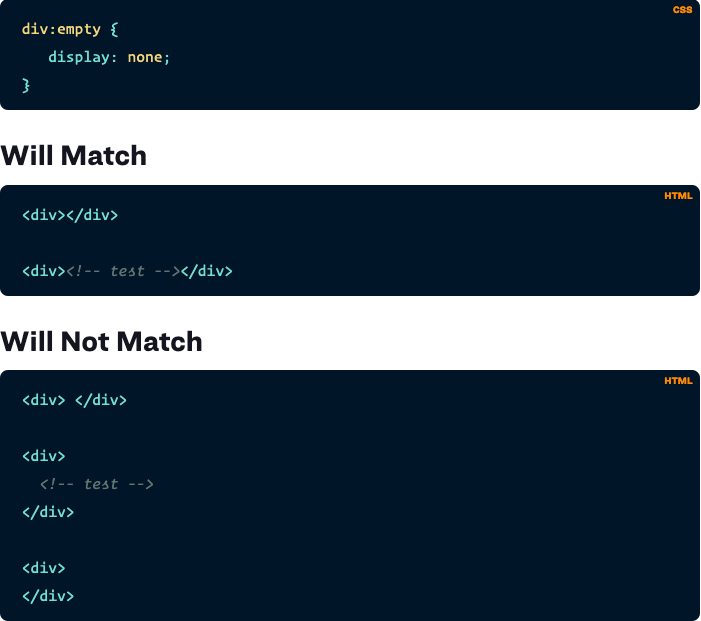 CSS
div:empty {
   display: none;
}
Will Match
HTML
<div></div>
<div><!-- test --></div>
Will Not Match
HTML
<div> </div>
<div>
  <!-- test -->
</div>
<div>
</div>